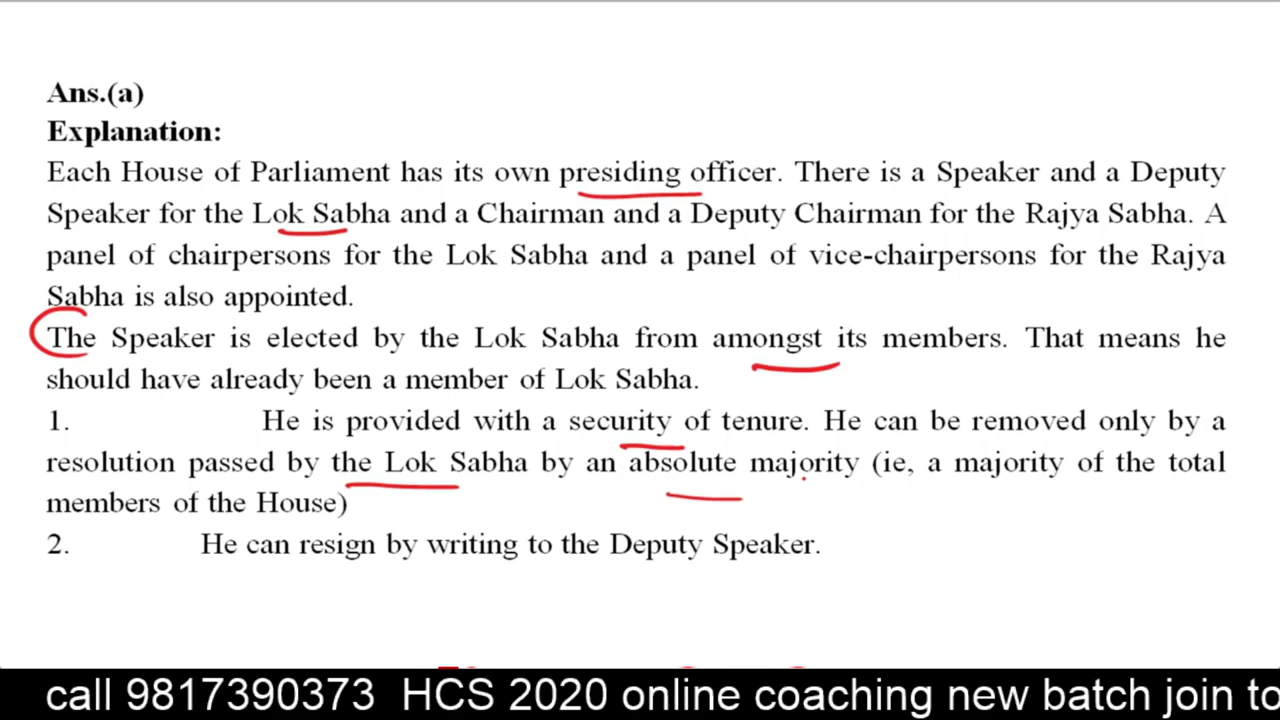 Ans.(a)
Explanation:
Each House of Parliament has its own presiding officer. There is a Speaker and a Deputy
Speaker for the Lok Sabha and a Chairman and a Deputy Chairman for the Rajya Sabha. A
panel of chairpersons for the Lok Sabha and a panel of vice-chairpersons for the Rajya
Sabha is also appointed.
The Speaker is elected by the Lok Sabha from amongst its members. That means he
should have already been a member of Lok Sabha.
1. He is provided with a security of tenure. He can be removed only by a
resolution passed by the Lok Sabha by an absolute majority (ie, a majority of the total
members of the House)
2. He can resign by writing to the Deputy Speaker.
call 9817390373 HCS 2020 online coaching new batch join to